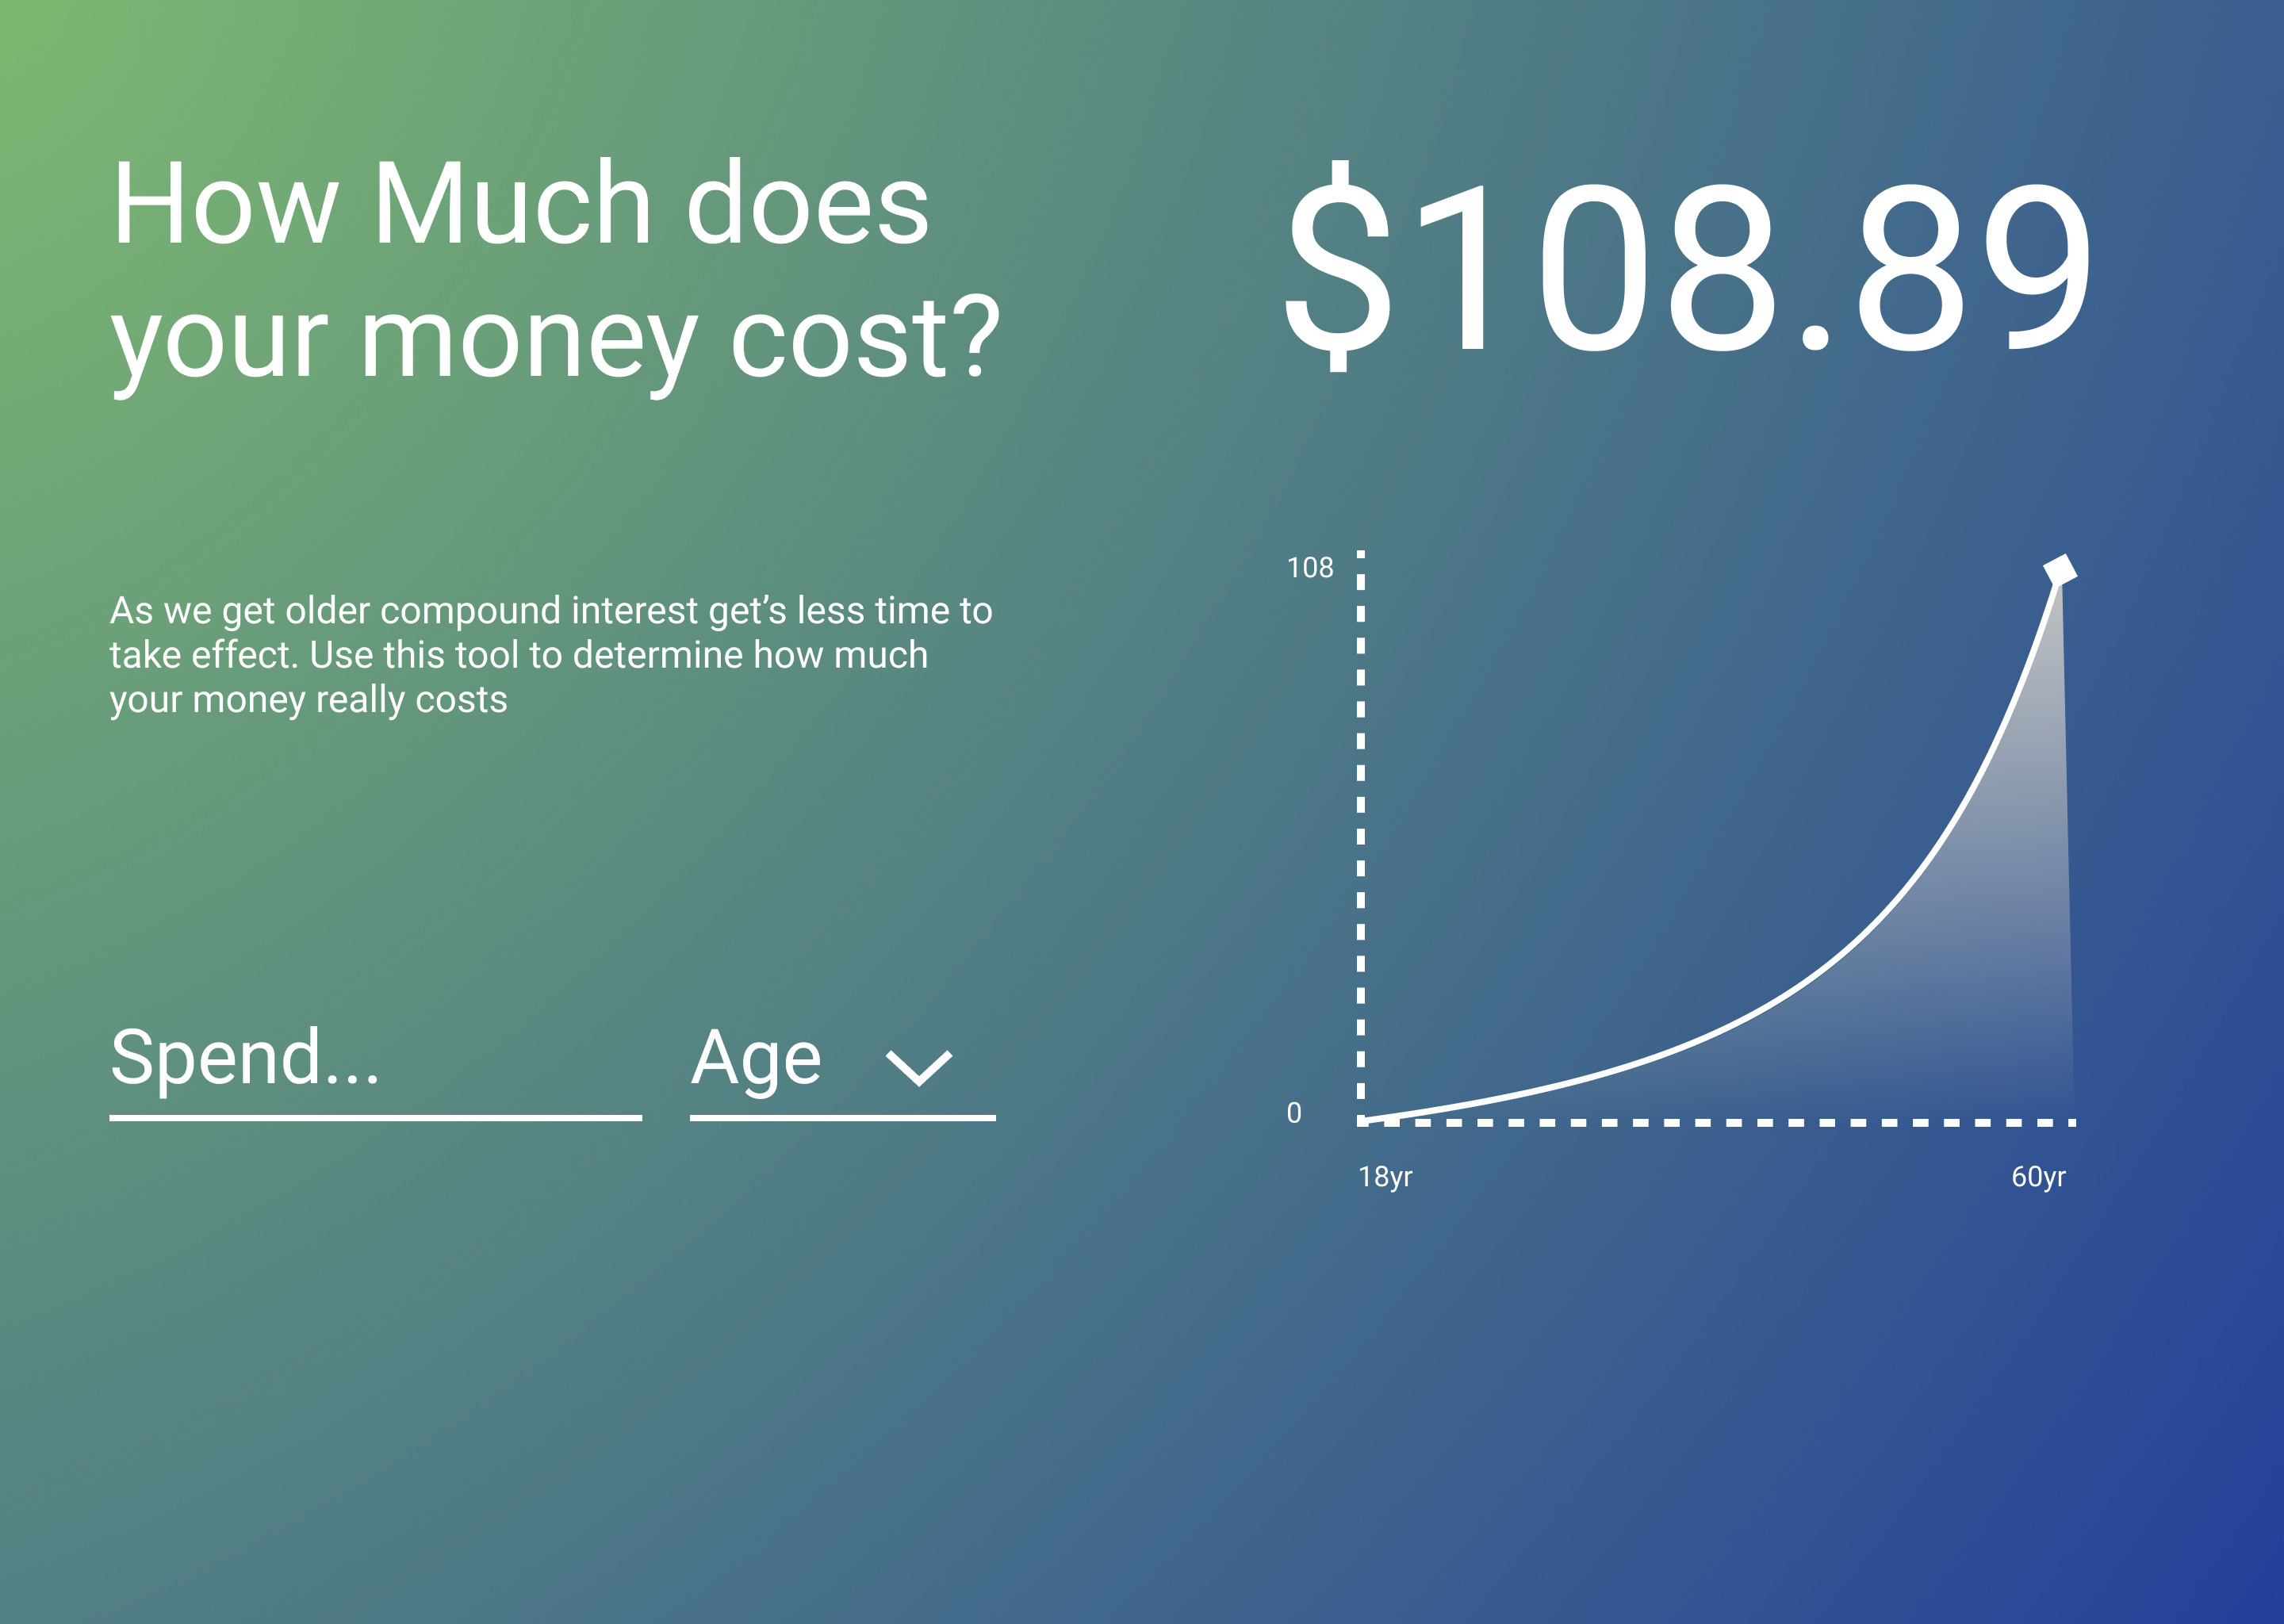 How Much does
your money cost?
$108.89
As we get older compound interest get’s less time to
take effect. Use this tool to determine how much
your money really costs
Spend...
Age
108
0
18yr
60yr